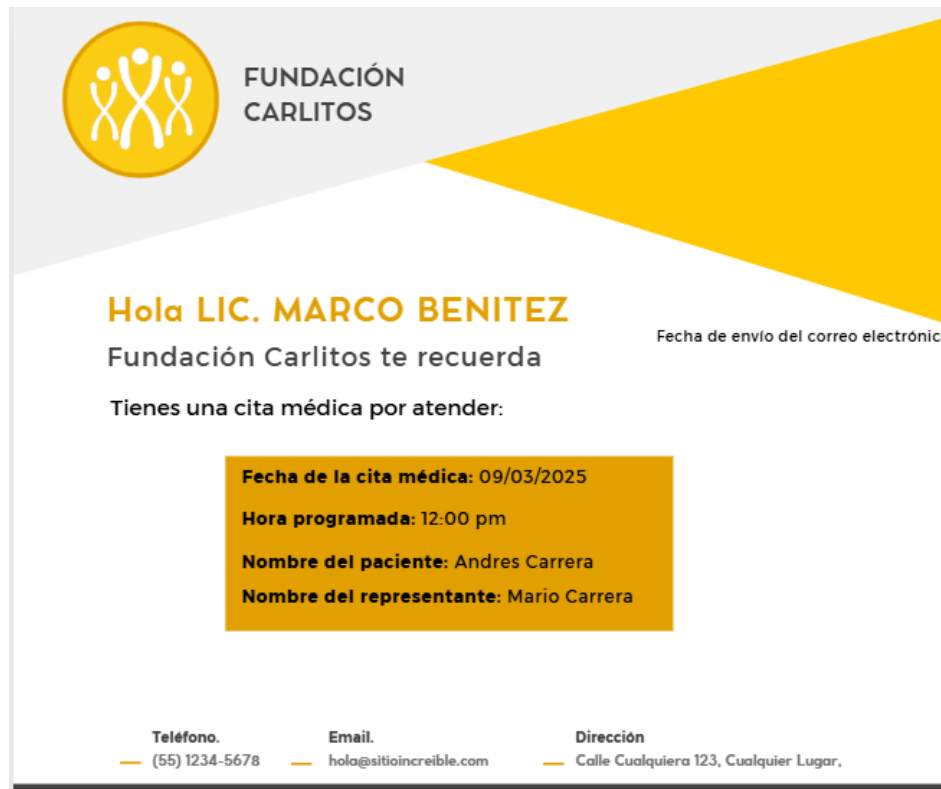 FUNDACIÓN
CARLITOS
Hola LIC. MARCO BENITEZ
Fundación Carlitos te recuerda
Fecha de envío del correo electrónic
Tienes una cita médica por atender:
Fecha de la cita médica: 09/03/2025
Hora programada: 12:00 pm
Nombre del paciente: Andres Carrera
Nombre del representante: Mario Carrera
Teléfono. Email. Dirección
(55) 1234-5678 hola@sitioincreible.com Calle Cualquiera 123, Cualquier Lugar,